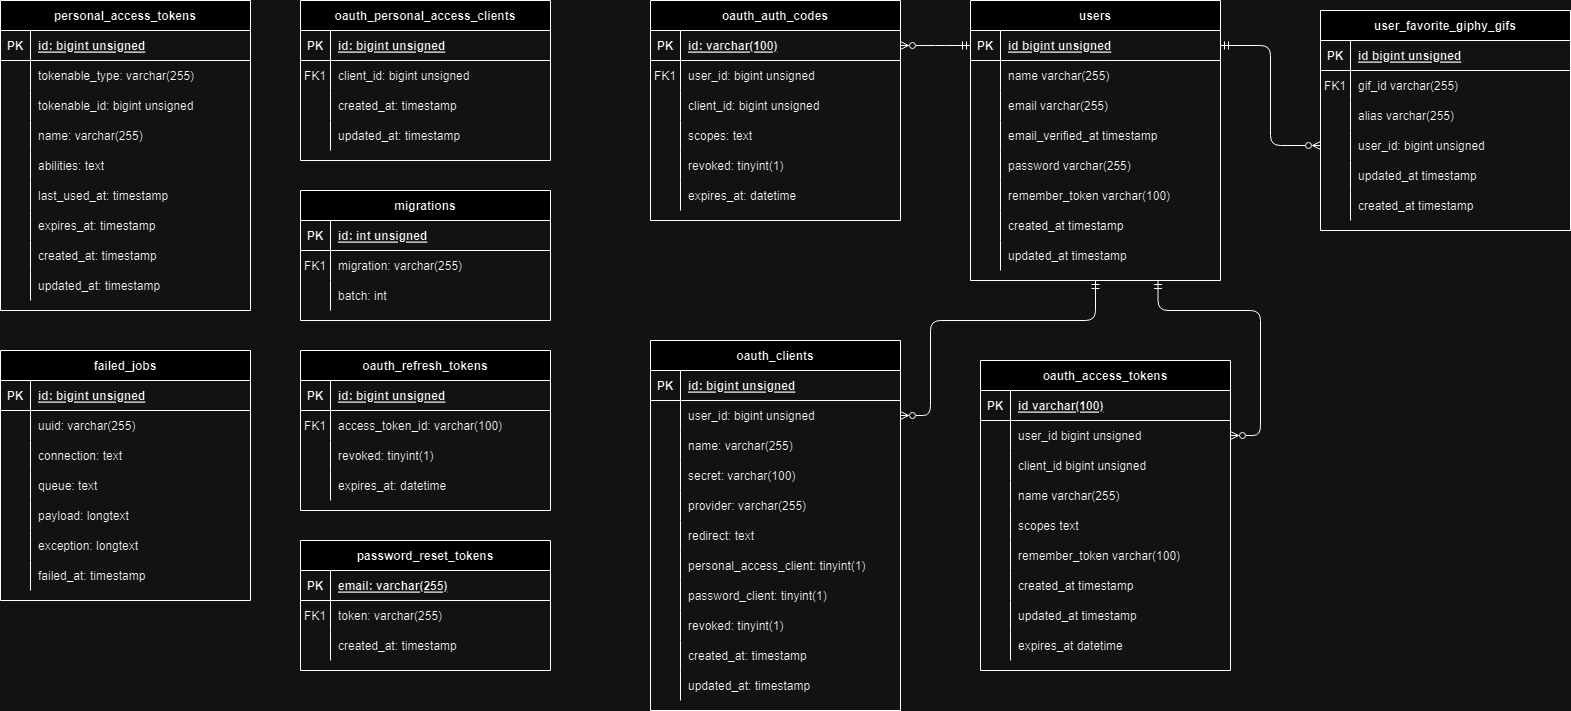 personal_access_tokens
PK id: bigint unsigned
tokenable_type: varchar(255)
tokenable_id: bigint unsigned
name: varchar(255)
abilities: text
last_used_at: timestamp
expires_at: timestamp
created_at: timestamp
updated_at: timestamp
failed_jobs
PK id: bigint unsigned
uuid: varchar(255)
connection: text
queue: text
payload: longtext
exception: longtext
failed_at: timestamp
oauth_personal_access_clients
PK id: bigint unsigned
FK1 client_id: bigint unsigned
created_at: timestamp
updated_at: timestamp
migrations
PK id: int unsigned
FK1 migration: varchar(255)
batch: int
oauth_refresh_tokens
PK id: bigint unsigned
FK1 access_token_id: varchar(100)
revoked: tinyint(1)
expires_at: datetime
password_reset_tokens
PK email: varchar(255)
FK1 token: varchar(255)
created_at: timestamp
oauth_auth_codes
PK id: varchar(100)
FK1 user_id: bigint unsigned
client_id: bigint unsigned
scopes: text
revoked: tinyint(1)
expires_at: datetime
oauth_clients
PK id: bigint unsigned
user_id: bigint unsigned
name: varchar(255)
secret: varchar(100)
provider: varchar(255)
redirect: text
personal_access_client: tinyint(1)
password_client: tinyint(1)
revoked: tinyint(1)
created_at: timestamp
updated_at: timestamp
users
PK id bigint unsigned
name varchar(255)
email varchar(255)
email_verified_at timestamp
password varchar(255)
remember_token varchar(100)
created_at timestamp
updated_at timestamp
oauth_access_tokens
PK id varchar(100)
user_id bigint unsigned
client_id bigint unsigned
name varchar(255)
scopes text
remember_token varchar(100)
created_at timestamp
updated_at timestamp
expires_at datetime
user_favorite_giphy_gifs
PK id bigint unsigned
FK1 gif_id varchar(255)
alias varchar(255)
user_id: bigint unsigned
updated_at timestamp
created_at timestamp